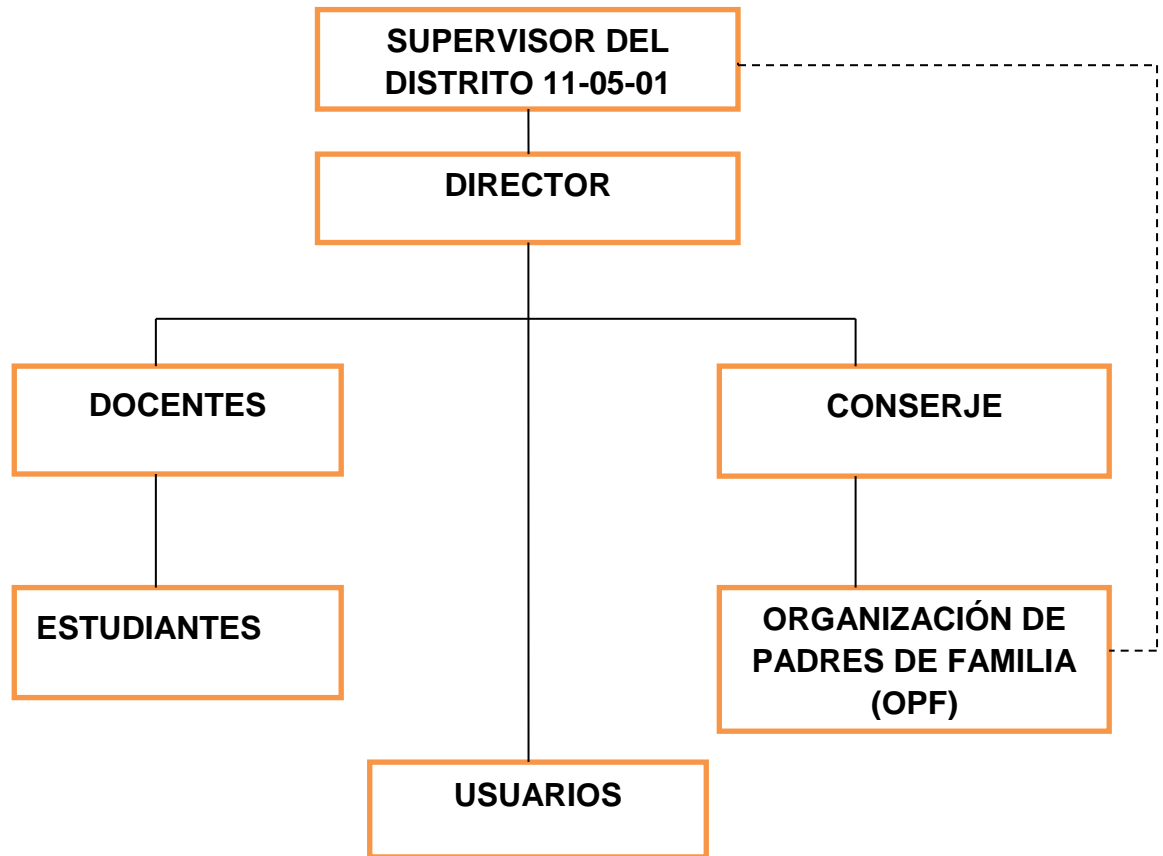 SUPERVISOR DEL
DISTRITO 11-05-01
DIRECTOR
DOCENTES
CONSERJE
ESTUDIANTES
ORGANIZACIÓN DE
PADRES DE FAMILIA
(OPF)
USUARIOS